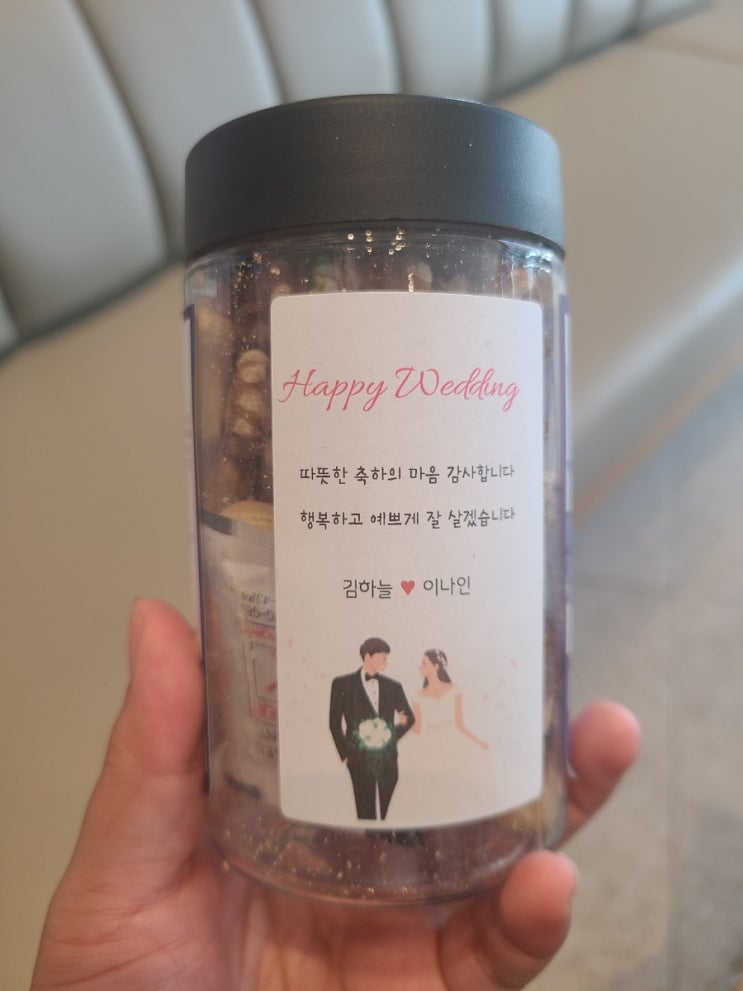 Happy Wedding
따뜻한 축하의 마음 감사합니다
행복하고 예쁘게 잘 살겠습니다
김하늘 ♥ 이나인